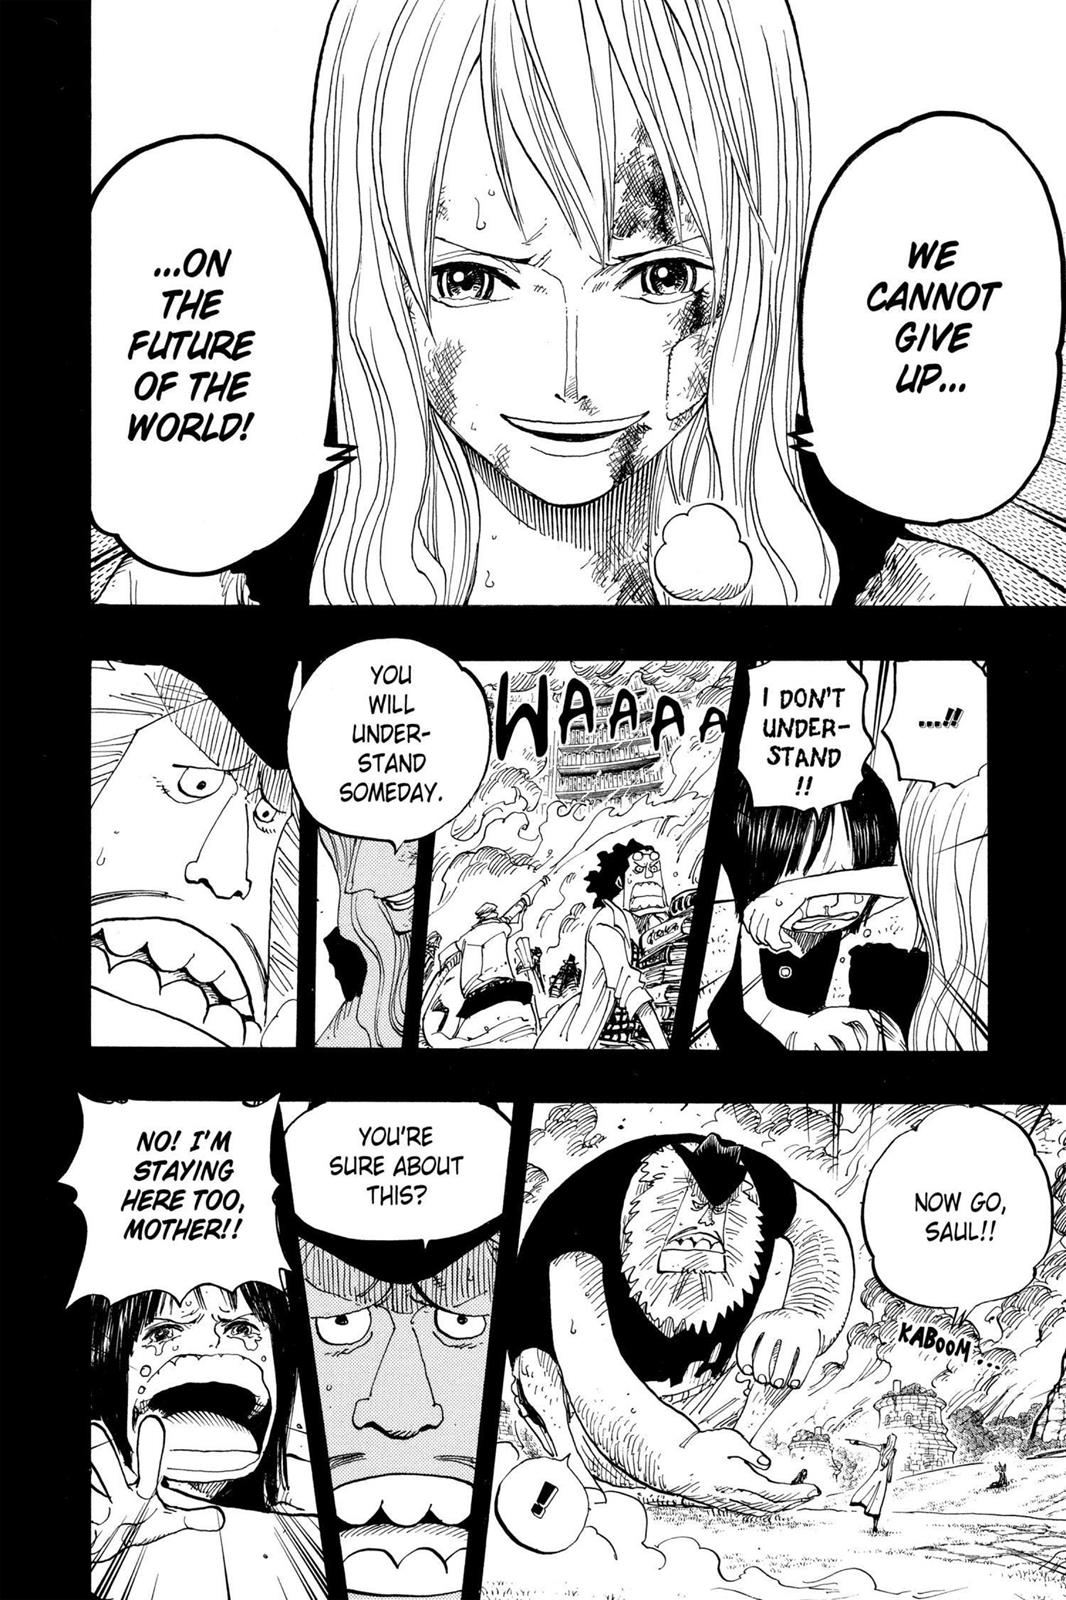 WE
CANNOT
GIVE
UP...
...ON
THE
FUTURE
OF THE
WORLD!
...!!
I DON'T
UNDER-
STAND
!!
WAAAA
YOU
WILL
UNDER-
STAND
SOMEDAY.
NOW GO,
SAUL!!
KABOOM...
!!
YOU'RE
SURE ABOUT
THIS?
NO! I'M
STAYING
HERE TOO,
MOTHER!!